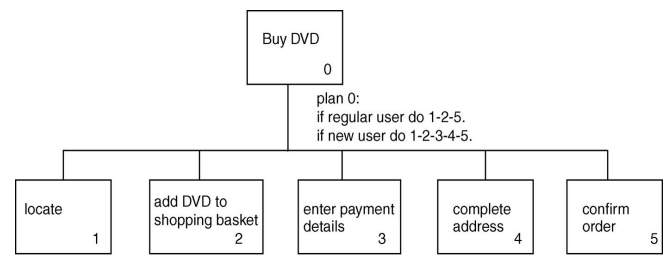 Buy DVD
0
plan 0:
if regular user do 1-2-5.
if new user do 1-2-3-4-5.
locate
1
add DVD to
shopping basket
2
enter payment
details
3
complete
address
4
confirm
order
5